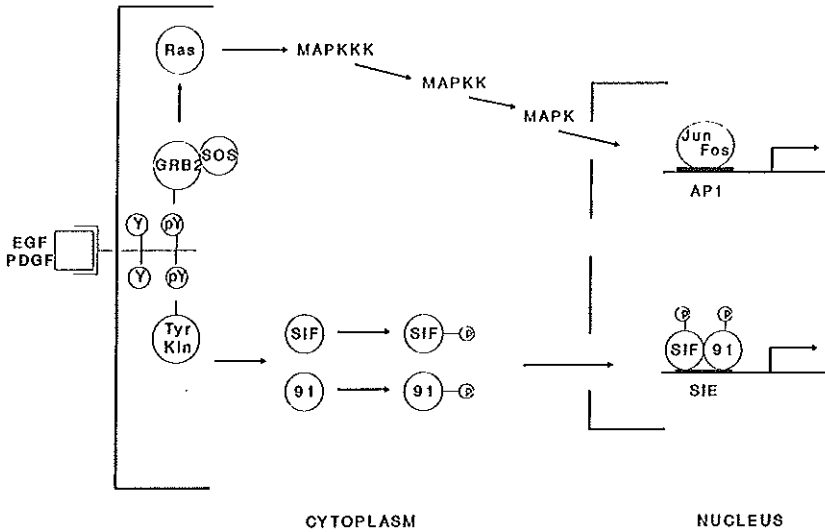 Ras
MAPKKK
MAPKK
MAPK
Jun
Fos
AP1
GRB2
SOS
Y
pY
EGF
PDGF
Y
pY
Tyr
Kin
SIF
SIF
P
91
91
P
P
P
SIF
91
SIE
CYTOPLASM
NUCLEUS